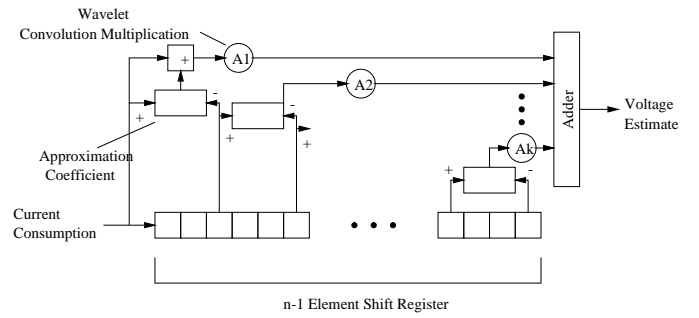 Wavelet
Convolution Multiplication
+
A1
-
+
Approximation
Coefficient
A2
-
+
+
Ak
+
-
Adder
Voltage
Estimate
Current
Consumption
n-1 Element Shift Register